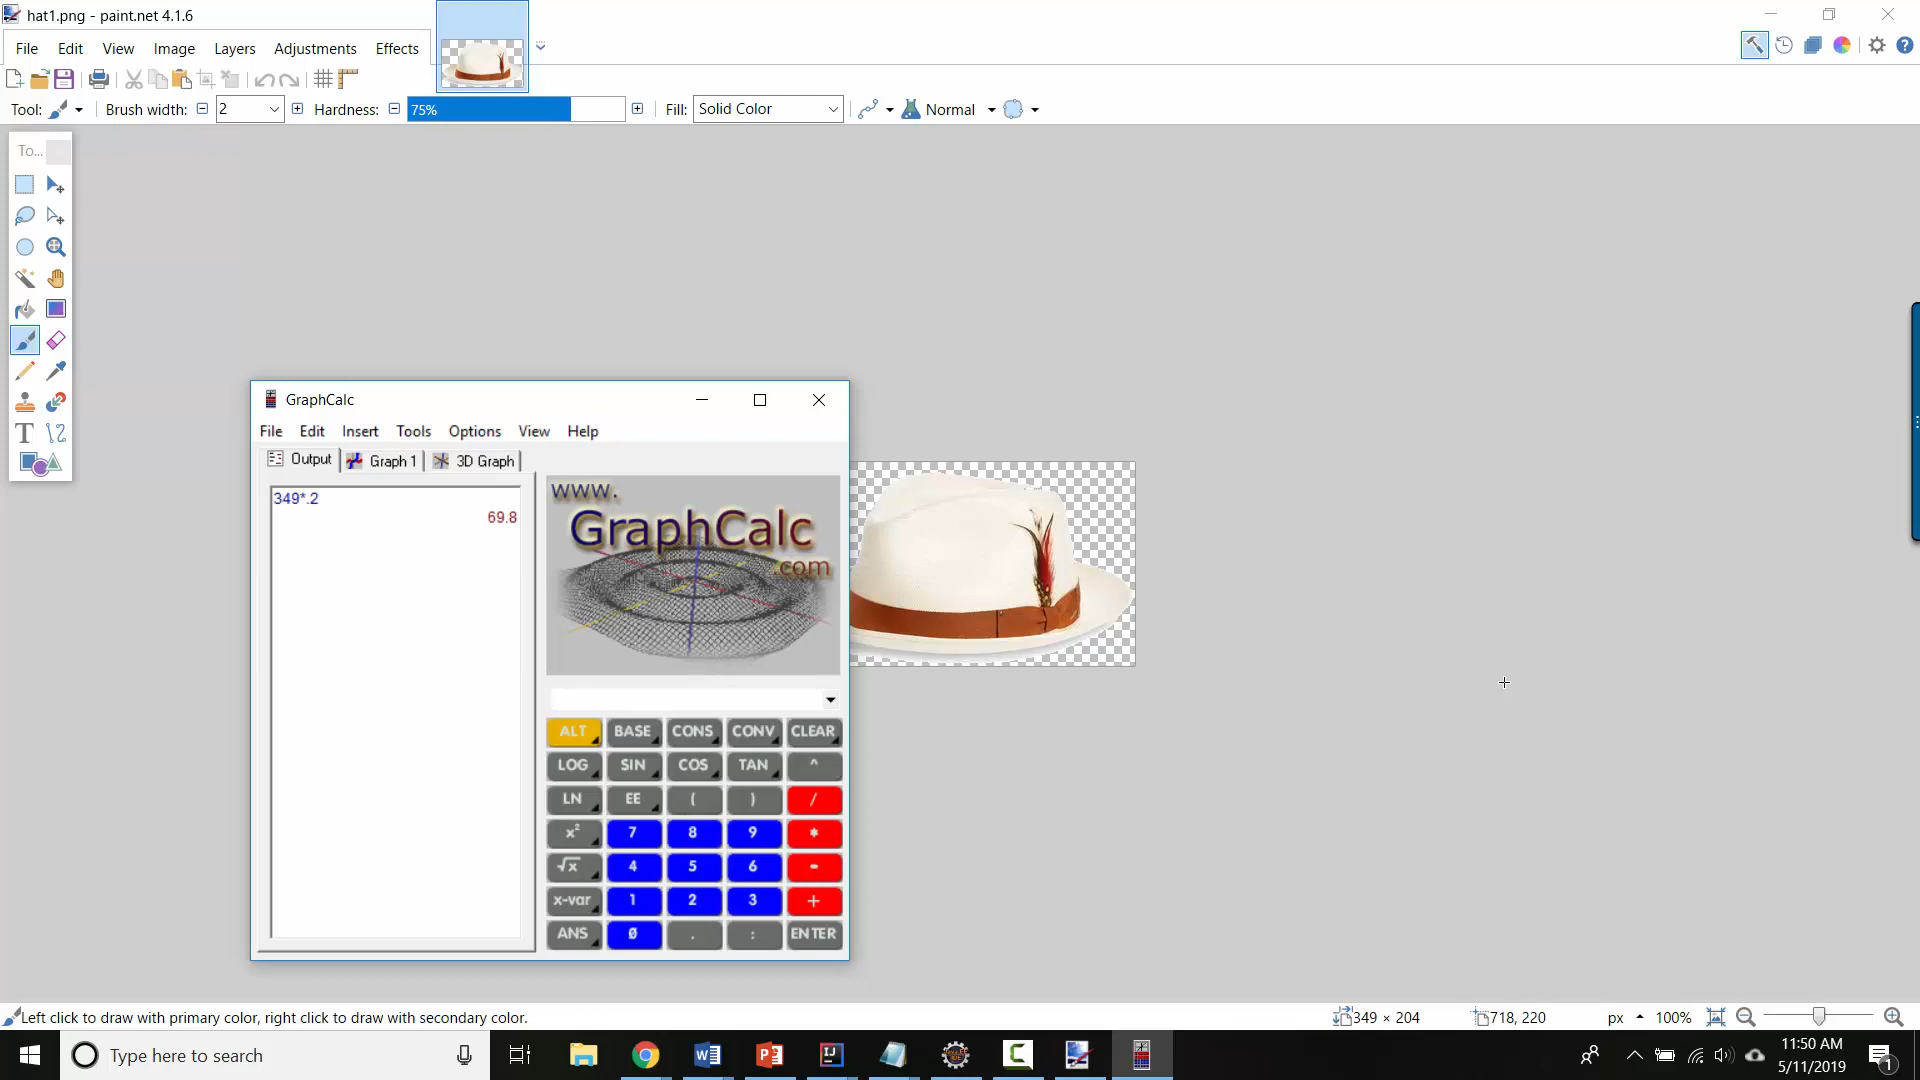 hat1.png - paint.net 4.1.6
File Edit View Image Layers Adjustments Effects
Tool: Brush width: 2 Hardness: 75% Fill: Solid Color Normal
To...
GraphCalc
File Edit Insert Tools Options View Help
Output Graph 1 3D Graph
349*.2
69.8
www.
GraphCalc
.com
ALT BASE CONS CONV CLEAR
LOG SIN COS TAN ^
LN EE ( ) /
x² 7 8 9 *
√x 4 5 6 -
x-var 1 2 3 +
ANS 0 . : ENTER
Left click to draw with primary color, right click to draw with secondary color. 349 × 204 718, 220 px 100%
Type here to search
11:50 AM
5/11/2019
1